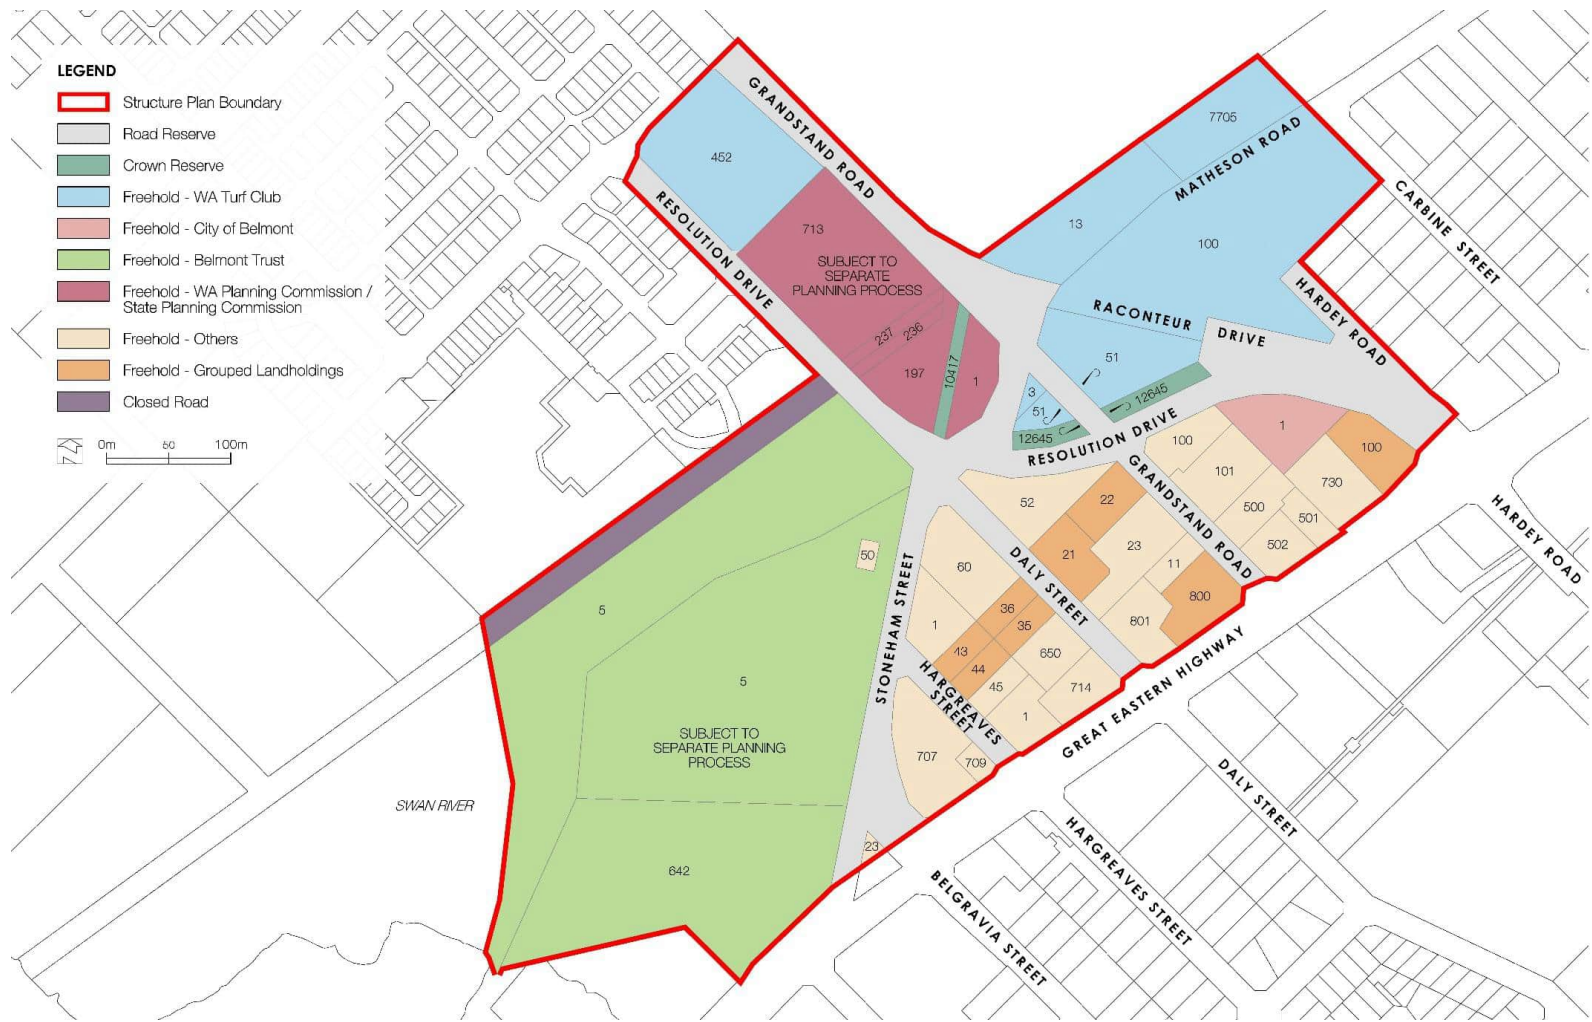 LEGEND
Structure Plan Boundary
Road Reserve
Crown Reserve
Freehold - WA Turf Club
Freehold - City of Belmont
Freehold - Belmont Trust
Freehold - WA Planning Commission /
State Planning Commission
Freehold - Others
Freehold - Grouped Landholdings
Closed Road
N
0m 50 100m
GRANDSTAND ROAD
452
RESOLUTION DRIVE
713
SUBJECT TO
SEPARATE
PLANNING PROCESS
237
236
197
10417
1
7705
MATHESON ROAD
13
100
CARBINE STREET
HARDEY ROAD
RACONTEUR
DRIVE
51
3
51
12645
12645
RESOLUTION DRIVE
100
1
100
101
730
500
501
502
GRANDSTAND ROAD
HARDEY ROAD
52
22
21
23
11
800
801
DALY STREET
60
36
35
1
43
44
650
45
714
1
HARGREAVES
STREET
707
709
STONEHAM STREET
50
5
5
SUBJECT TO
SEPARATE PLANNING
PROCESS
SWAN RIVER
642
23
GREAT EASTERN HIGHWAY
DALY STREET
HARGREAVES STREET
BELGRAVIA STREET